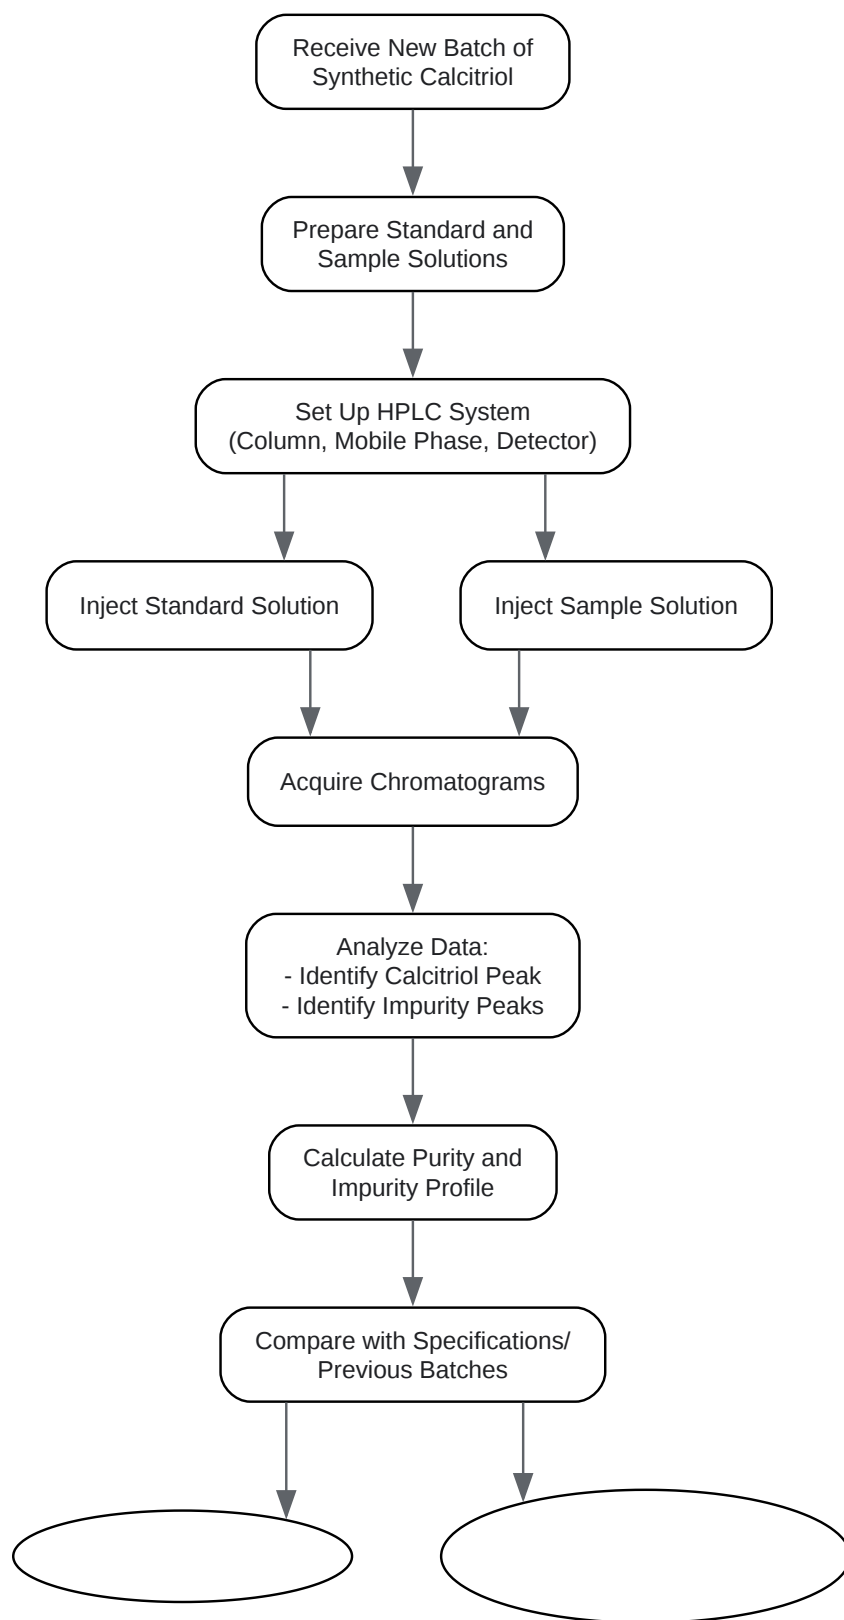 Receive New Batch of
Synthetic Calcitriol
Prepare Standard and
Sample Solutions
Set Up HPLC System
(Column, Mobile Phase, Detector)
Inject Standard Solution
Inject Sample Solution
Acquire Chromatograms
Analyze Data:
- Identify Calcitriol Peak
- Identify Impurity Peaks
Calculate Purity and
Impurity Profile
Compare with Specifications/
Previous Batches